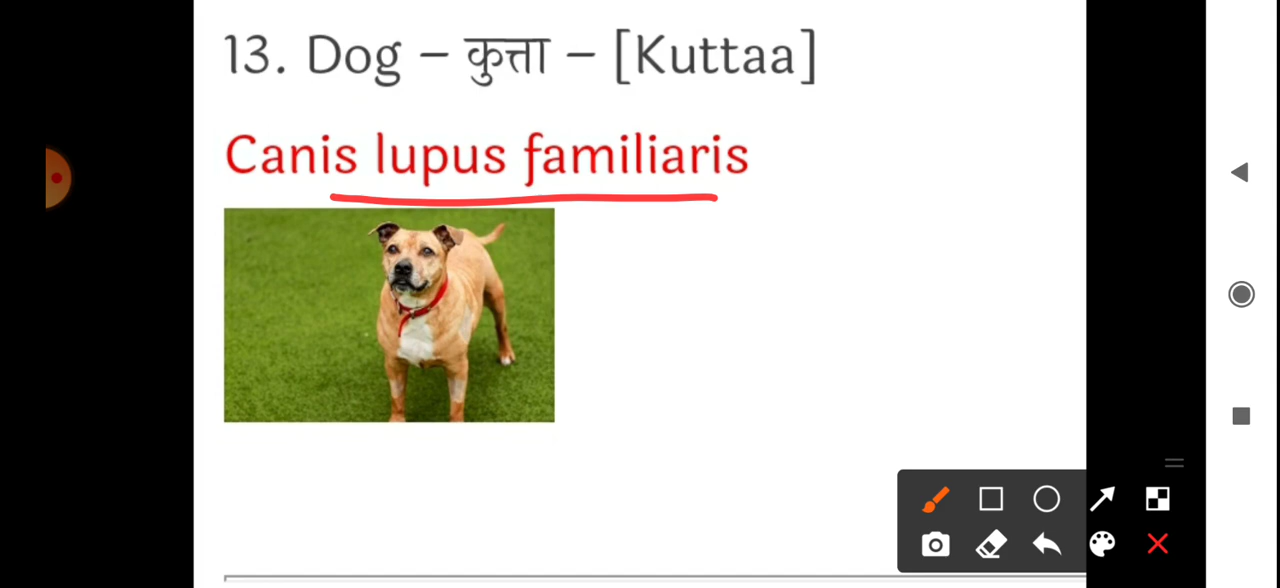 13. Dog – कुत्ता – [Kuttaa]
Canis lupus familiaris